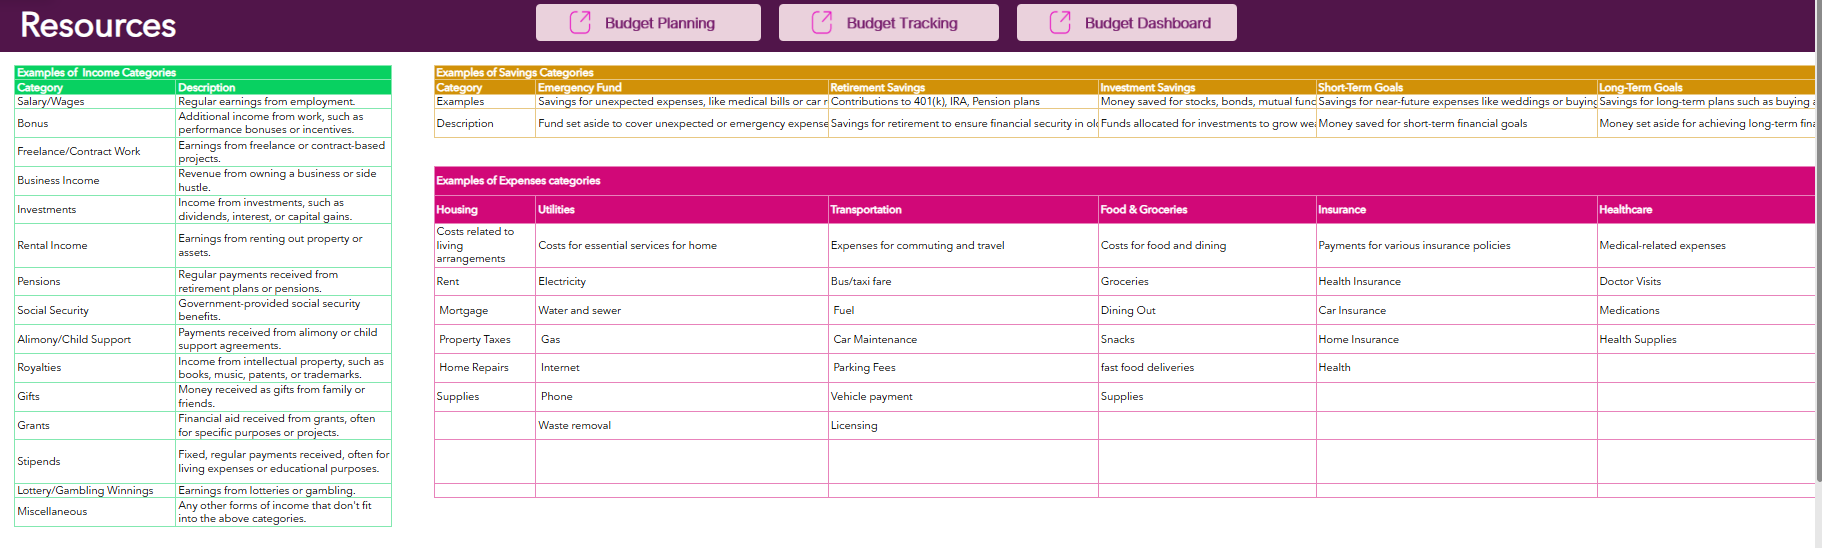 Resources
Budget Planning
Budget Tracking
Budget Dashboard
Examples of  Income Categories
Category Description
Salary/Wages Regular earnings from employment.
Bonus Additional income from work, such as
performance bonuses or incentives.
Freelance/Contract Work Earnings from freelance or contract-based
projects.
Business Income Revenue from owning a business or side
hustle.
Investments Income from investments, such as
dividends, interest, or capital gains.
Rental Income Earnings from renting out property or
assets.
Pensions Regular payments received from
retirement plans or pensions.
Social Security Government-provided social security
benefits.
Alimony/Child Support Payments received from alimony or child
support agreements.
Royalties Income from intellectual property, such as
books, music, patents, or trademarks.
Gifts Money received as gifts from family or
friends.
Grants Financial aid received from grants, often
for specific purposes or projects.
Stipends Fixed, regular payments received, often for
living expenses or educational purposes.
Lottery/Gambling Winnings Earnings from lotteries or gambling.
Miscellaneous Any other forms of income that don't fit
into the above categories.
Examples of Savings Categories
Category Emergency Fund Retirement Savings Investment Savings Short-Term Goals Long-Term Goals
Examples Savings for unexpected expenses, like medical bills or car Contributions to 401(k), IRA, Pension plans Money saved for stocks, bonds, mutual Savings for near-future expenses like weddings or buying Savings for long-term plans such as buying
Description Fund set aside to cover unexpected or emergency expense Savings for retirement to ensure financial security in Funds allocated for investments to grow Money saved for short-term financial goals Money set aside for achieving long-term
Examples of Expenses categories
Housing Utilities Transportation Food & Groceries Insurance Healthcare
Costs related to
living
arrangements
Costs for essential services for home Expenses for commuting and travel Costs for food and dining Payments for various insurance policies Medical-related expenses
Rent Electricity Bus/taxi fare Groceries Health Insurance Doctor Visits
Mortgage Water and sewer Fuel Dining Out Car Insurance Medications
Property Taxes Gas Car Maintenance Snacks Home Insurance Health Supplies
Home Repairs Internet Parking Fees fast food deliveries Health
Supplies Phone Vehicle payment Supplies
Waste removal Licensing